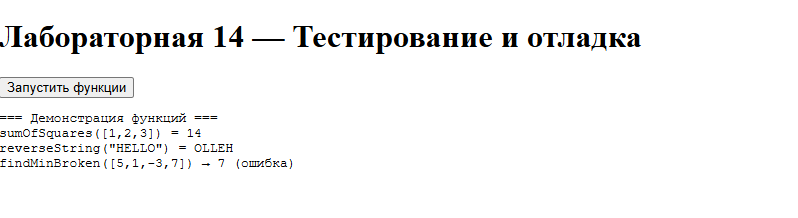 Лабораторная 14 — Тестирование и отладка
Запустить функции
=== Демонстрация функций ===
sumOfSquares([1,2,3]) = 14
reverseString("HELLO") = OLLEH
findMinBroken([5,1,-3,7]) → 7 (ошибка)